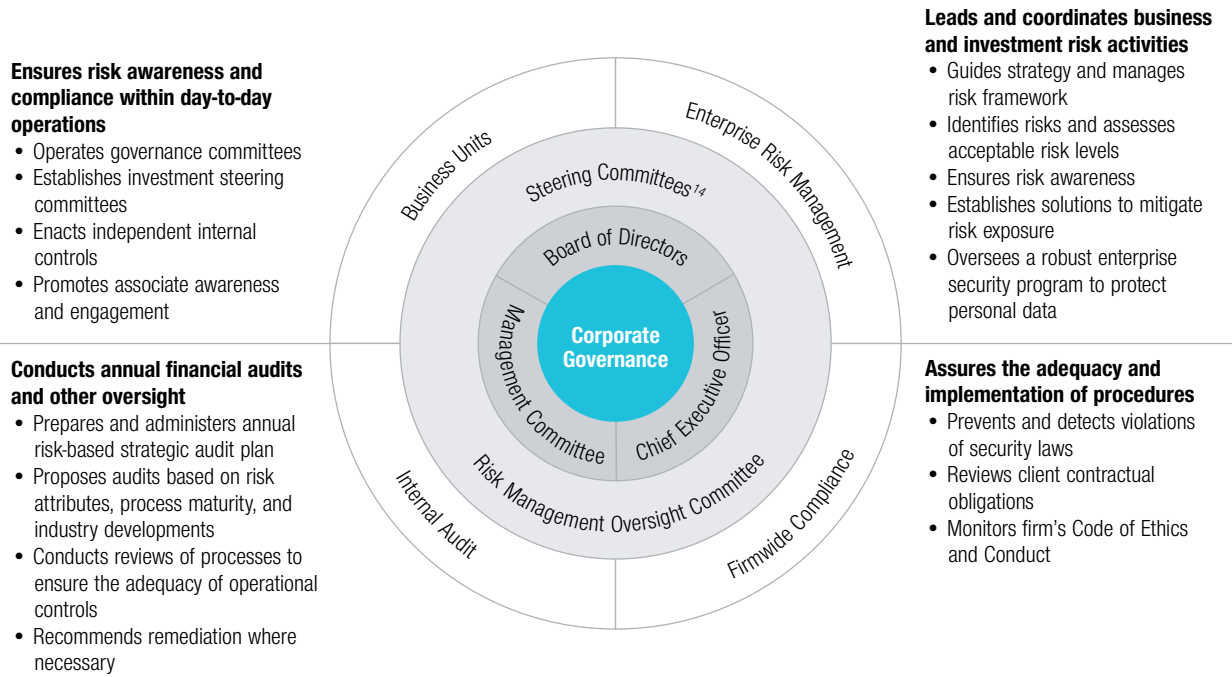 Ensures risk awareness and
compliance within day-to-day
operations
• Operates governance committees
• Establishes investment steering
committees
• Enacts independent internal
controls
• Promotes associate awareness
and engagement
Leads and coordinates business
and investment risk activities
• Guides strategy and manages
risk framework
• Identifies risks and assesses
acceptable risk levels
• Ensures risk awareness
• Establishes solutions to mitigate
risk exposure
• Oversees a robust enterprise
security program to protect
personal data
Business Units
Enterprise Risk Management
Steering Committees14
Board of Directors
Management Committee
Chief Executive Officer
Corporate
Governance
Risk Management Oversight Committee
Internal Audit
Firmwide Compliance
Conducts annual financial audits
and other oversight
• Prepares and administers annual
risk-based strategic audit plan
• Proposes audits based on risk
attributes, process maturity, and
industry developments
• Conducts reviews of processes to
ensure the adequacy of operational
controls
• Recommends remediation where
necessary
Assures the adequacy and
implementation of procedures
• Prevents and detects violations
of security laws
• Reviews client contractual
obligations
• Monitors firm's Code of Ethics
and Conduct